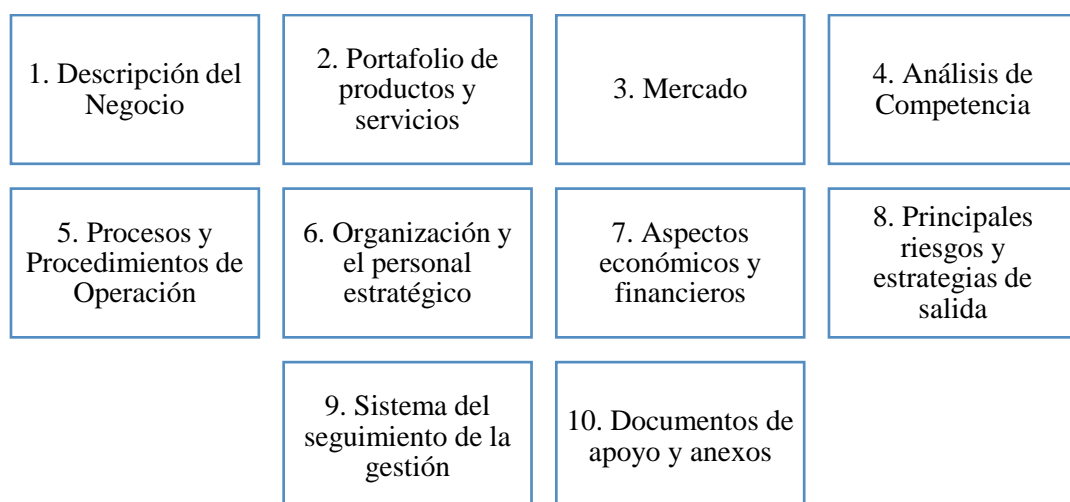 1. Descripción del
Negocio
2. Portafolio de
productos y
servicios
3. Mercado
4. Análisis de
Competencia
5. Procesos y
Procedimientos de
Operación
6. Organización y
el personal
estratégico
7. Aspectos
económicos y
financieros
8. Principales
riesgos y
estrategias de
salida
9. Sistema del
seguimiento de la
gestión
10. Documentos de
apoyo y anexos